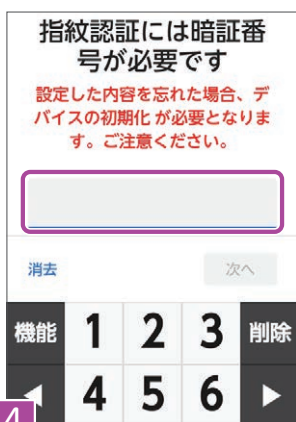 指紋認証には暗証番
号が必要です
設定した内容を忘れた場合、デ
バイスの初期化 が必要となりま
す。ご注意ください。
消去 次へ
機能 1 2 3 削除
◀ 4 5 6 ▶
4